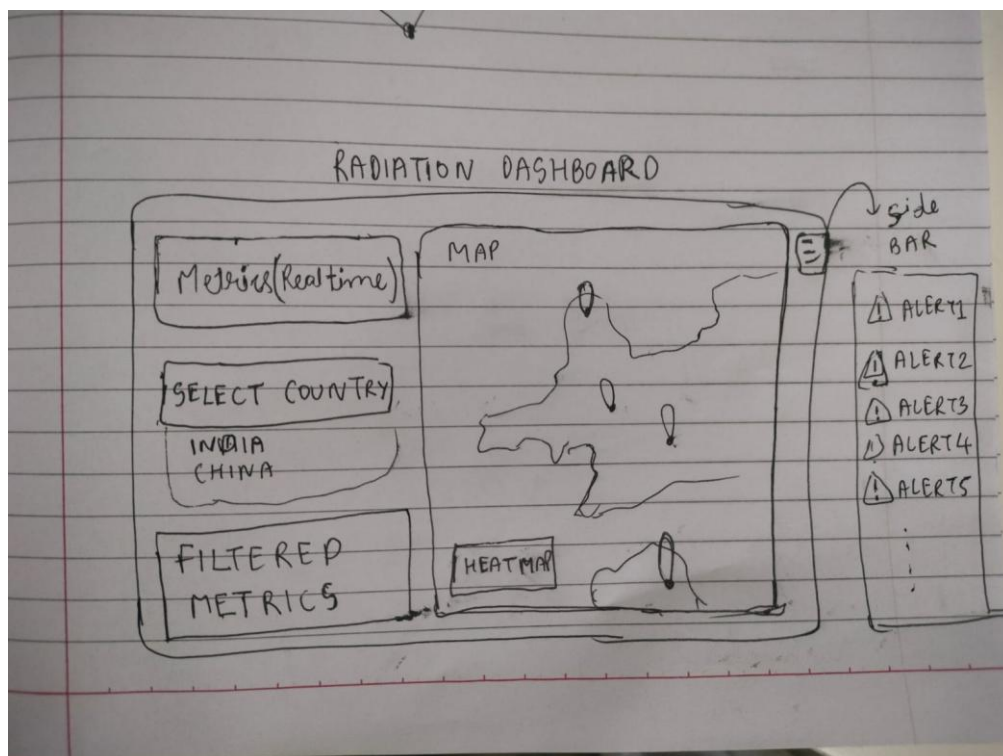 RADIATION DASHBOARD
Metrics(Realtime)
SELECT COUNTRY
INDIA
CHINA
FILTERED
METRICS
MAP
HEATMAP
side
BAR
ALERT1
ALERT2
ALERT3
ALERT4
ALERT5